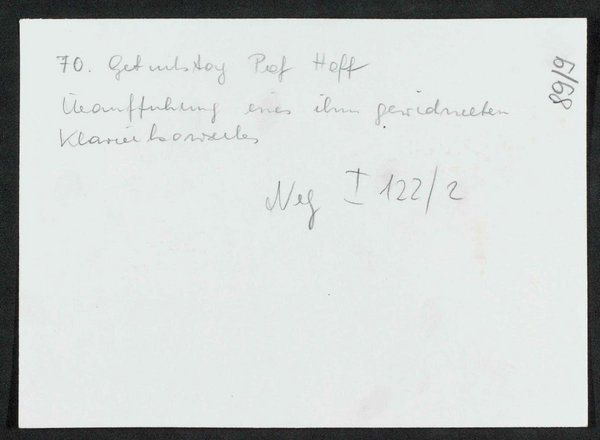 70. Geburtstag Prof Hoff
Uraufführung eines ihm gewidmeten
Klavierkonzertes
Neg I 122/2
89/9